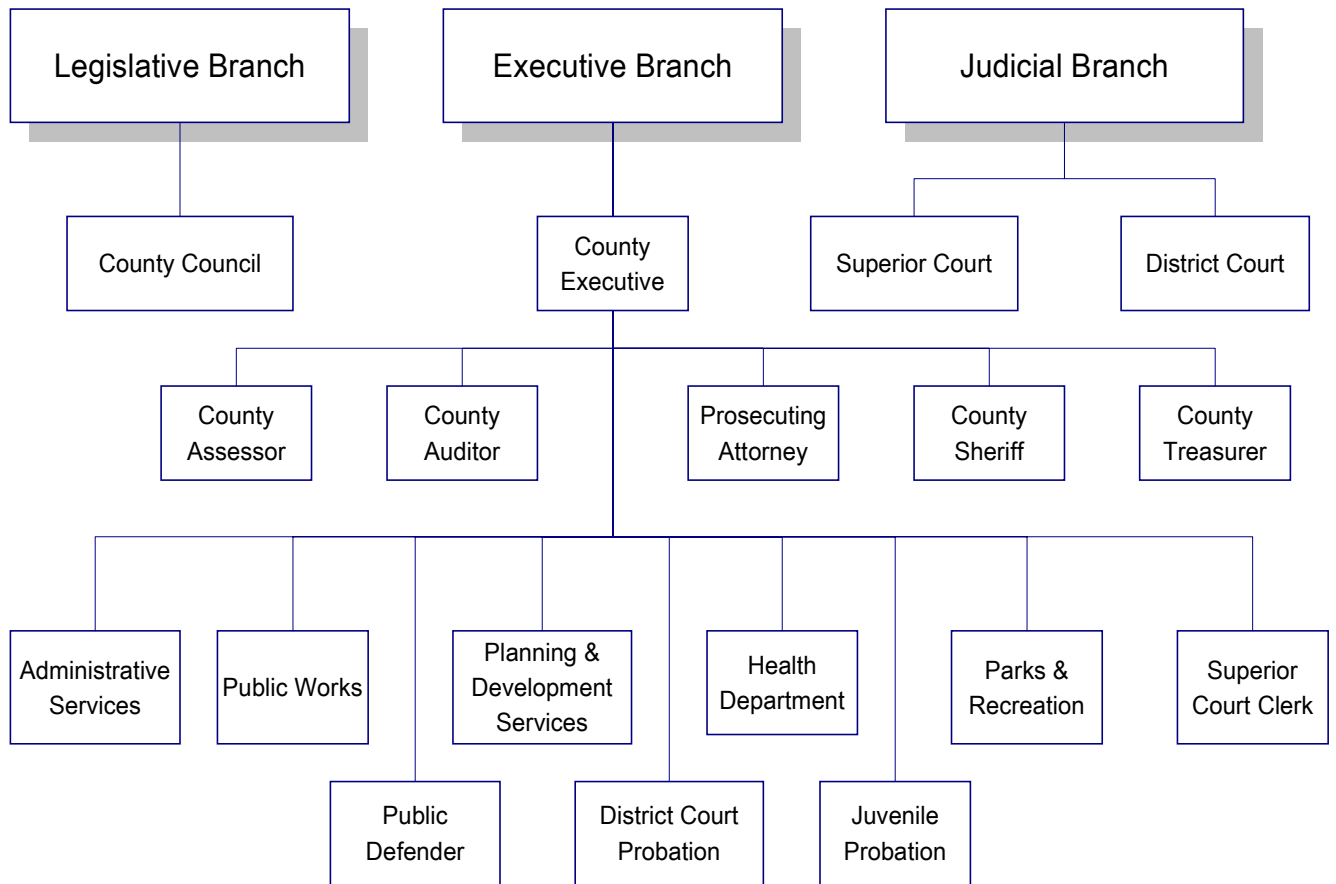 Legislative Branch
Executive Branch
Judicial Branch
County Council
County
Executive
Superior Court
District Court
County
Assessor
County
Auditor
Prosecuting
Attorney
County
Sheriff
County
Treasurer
Administrative
Services
Public Works
Planning &
Development
Services
Health
Department
Parks &
Recreation
Superior
Court Clerk
Public
Defender
District Court
Probation
Juvenile
Probation